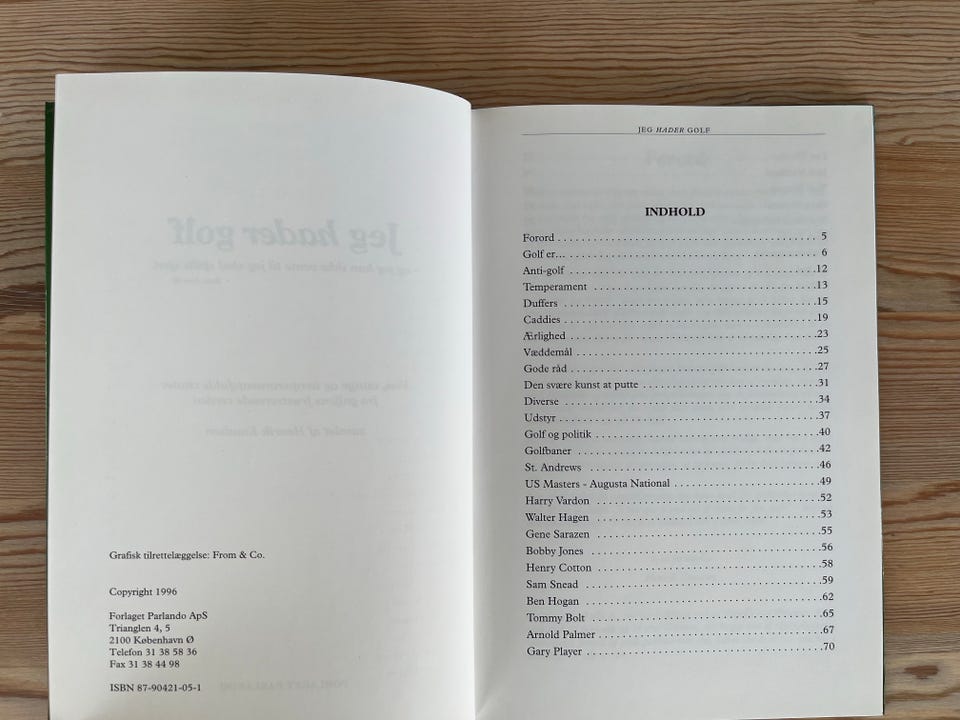 Grafisk tilrettelæggelse: From & Co.
Copyright 1996
Forlaget Parlando ApS
Trianglen 4, 5
2100 København Ø
Telefon 31 38 58 36
Fax 31 38 44 98
ISBN 87-90421-05-1
JEG HADER GOLF
INDHOLD
Forord . . . . . . . . . . . . . . . . . . . . 5
Golf er... . . . . . . . . . . . . . . . . . . . . 6
Anti-golf . . . . . . . . . . . . . . . . . . . . 12
Temperament . . . . . . . . . . . . . . . . . . . . 13
Duffers . . . . . . . . . . . . . . . . . . . . 15
Caddies . . . . . . . . . . . . . . . . . . . . 19
Ærlighed . . . . . . . . . . . . . . . . . . . . 23
Væddemål . . . . . . . . . . . . . . . . . . . . 25
Gode råd . . . . . . . . . . . . . . . . . . . . 27
Den svære kunst at putte . . . . . . . . . . . . . . . . . . . . 31
Diverse . . . . . . . . . . . . . . . . . . . . 34
Udstyr . . . . . . . . . . . . . . . . . . . . 37
Golf og politik . . . . . . . . . . . . . . . . . . . . 40
Golfbaner . . . . . . . . . . . . . . . . . . . . 42
St. Andrews . . . . . . . . . . . . . . . . . . . . 46
US Masters - Augusta National . . . . . . . . . . . . . . . . . . . . 49
Harry Vardon . . . . . . . . . . . . . . . . . . . . 52
Walter Hagen . . . . . . . . . . . . . . . . . . . . 53
Gene Sarazen . . . . . . . . . . . . . . . . . . . . 55
Bobby Jones . . . . . . . . . . . . . . . . . . . . 56
Henry Cotton . . . . . . . . . . . . . . . . . . . . 58
Sam Snead . . . . . . . . . . . . . . . . . . . . 59
Ben Hogan . . . . . . . . . . . . . . . . . . . . 62
Tommy Bolt . . . . . . . . . . . . . . . . . . . . 65
Arnold Palmer . . . . . . . . . . . . . . . . . . . . 67
Gary Player . . . . . . . . . . . . . . . . . . . . 70